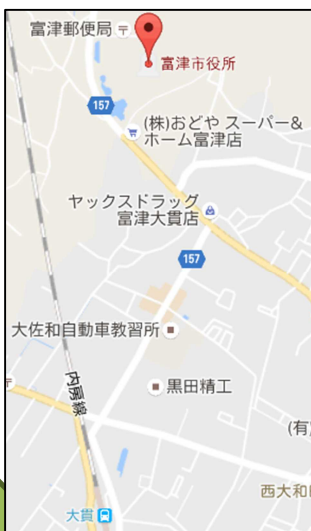 富津郵便局 〒
富津市役所
157
(株)おどや スーパー&
ホーム富津店
ヤックスドラッグ
富津大貫店
157
大佐和自動車教習所
黒田精工
〒
内房線
(有)
西大和田
大貫